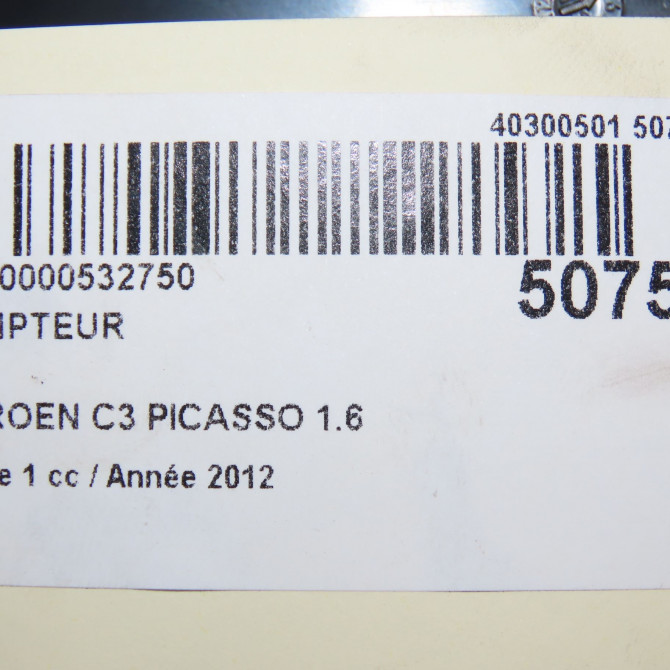 40300501 507
0000532750
5075
IPTEUR
ROEN C3 PICASSO 1.6
e 1 cc / Année 2012